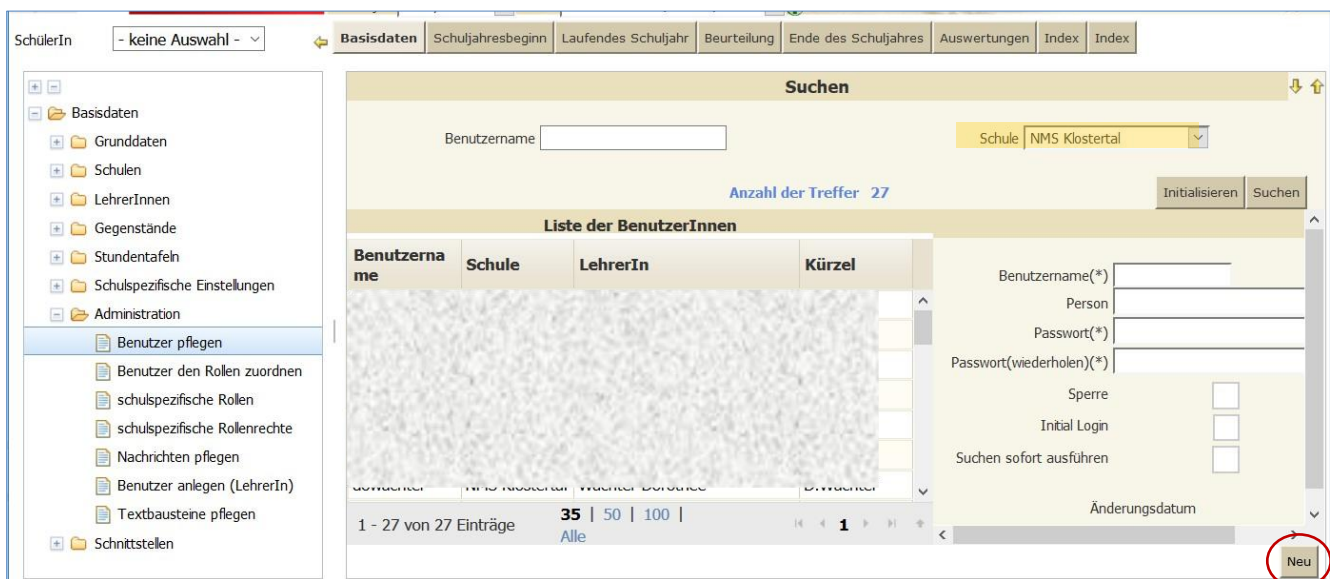 SchülerIn - keine Auswahl - Basisdaten Schuljahresbeginn Laufendes Schuljahr Beurteilung Ende des Schuljahres Auswertungen Index Index
Basisdaten
Grunddaten
Schulen
LehrerInnen
Gegenstände
Stundentafeln
Schulspezifische Einstellungen
Administration
Benutzer pflegen
Benutzer den Rollen zuordnen
schulspezifische Rollen
schulspezifische Rollenrechte
Nachrichten pflegen
Benutzer anlegen (LehrerIn)
Textbausteine pflegen
Schnittstellen
Suchen
Benutzername Schule NMS Klostertal
Anzahl der Treffer 27 Initialisieren Suchen
Liste der BenutzerInnen
Benutzerna
me Schule LehrerIn Kürzel
1 - 27 von 27 Einträge 35 | 50 | 100 |
Alle 1
Benutzername(*)
Person
Passwort(*)
Passwort(wiederholen)(*)
Sperre
Initial Login
Suchen sofort ausführen
Änderungsdatum
Neu